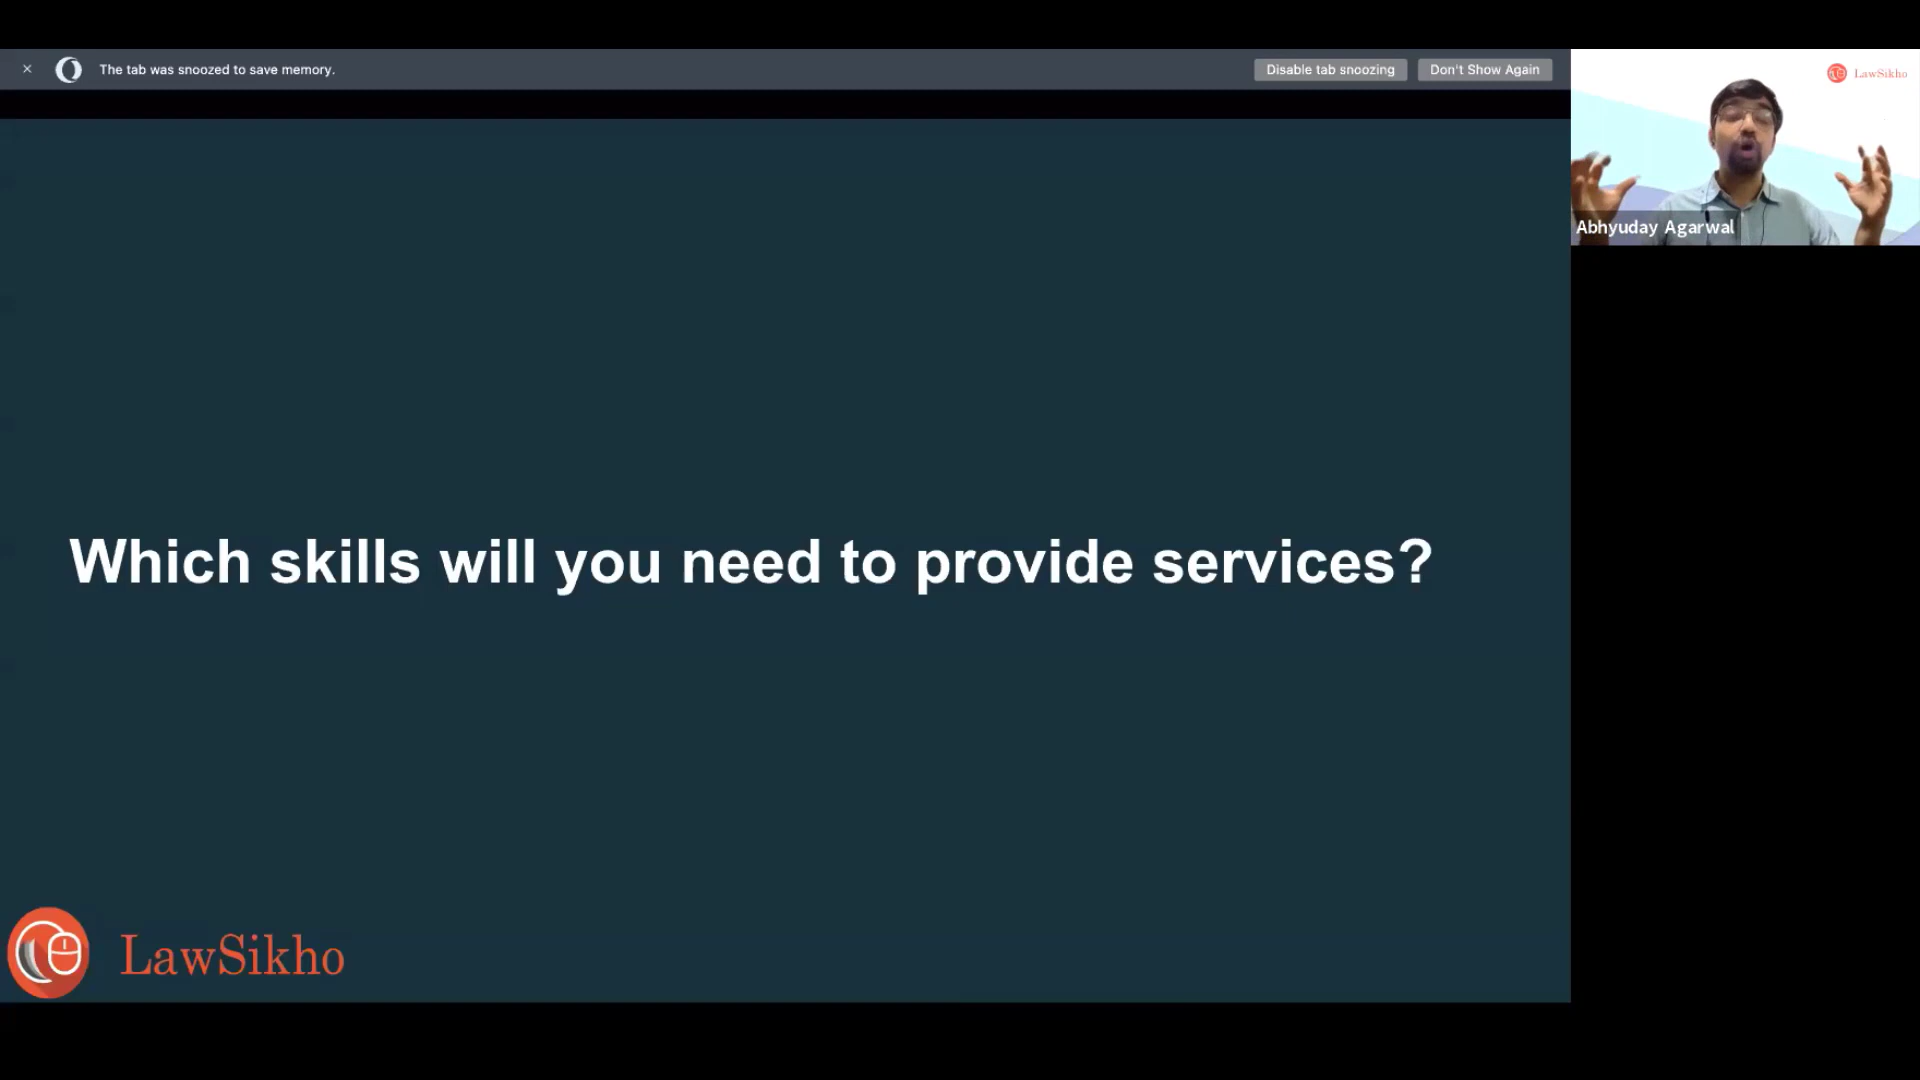 The tab was snoozed to save memory.
Disable tab snoozing
Don't Show Again
LawSikho
Abhyuday Agarwal
Which skills will you need to provide services?
LawSikho